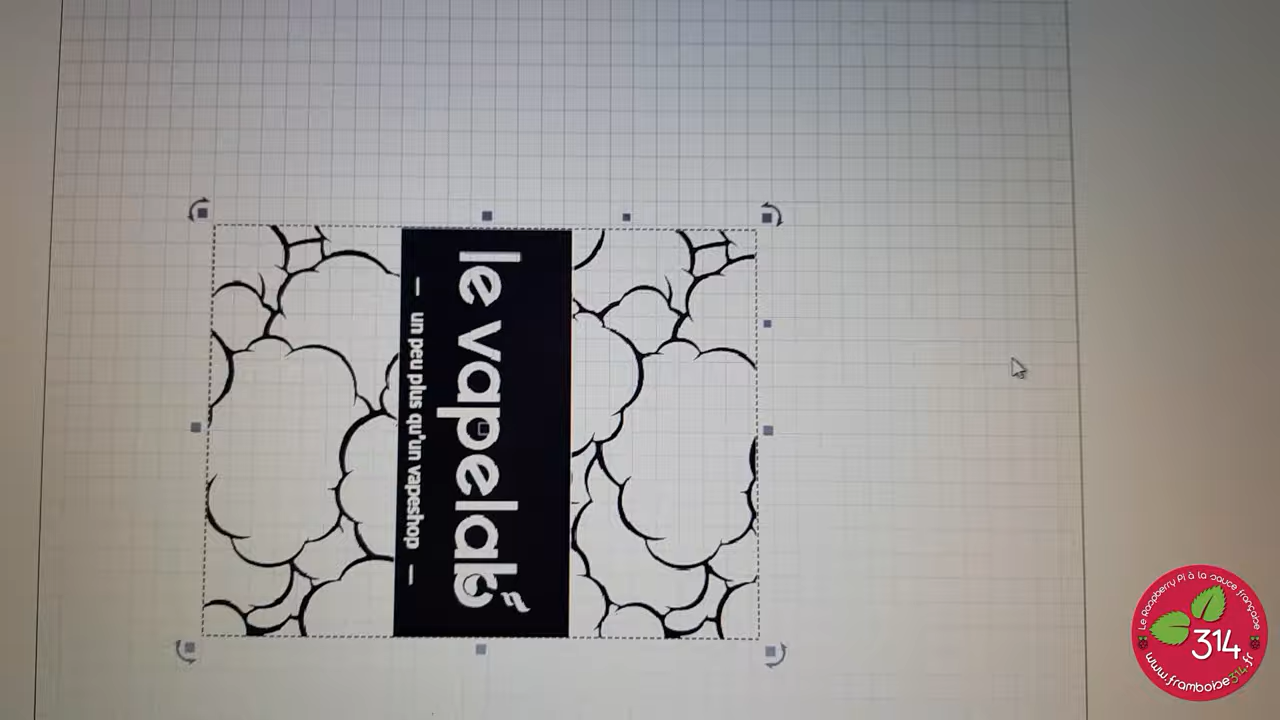 le vapelab
— un peu plus qu'un vapeshop —
Le Raspberry Pi à la sauce française
314
www.framboise314.fr